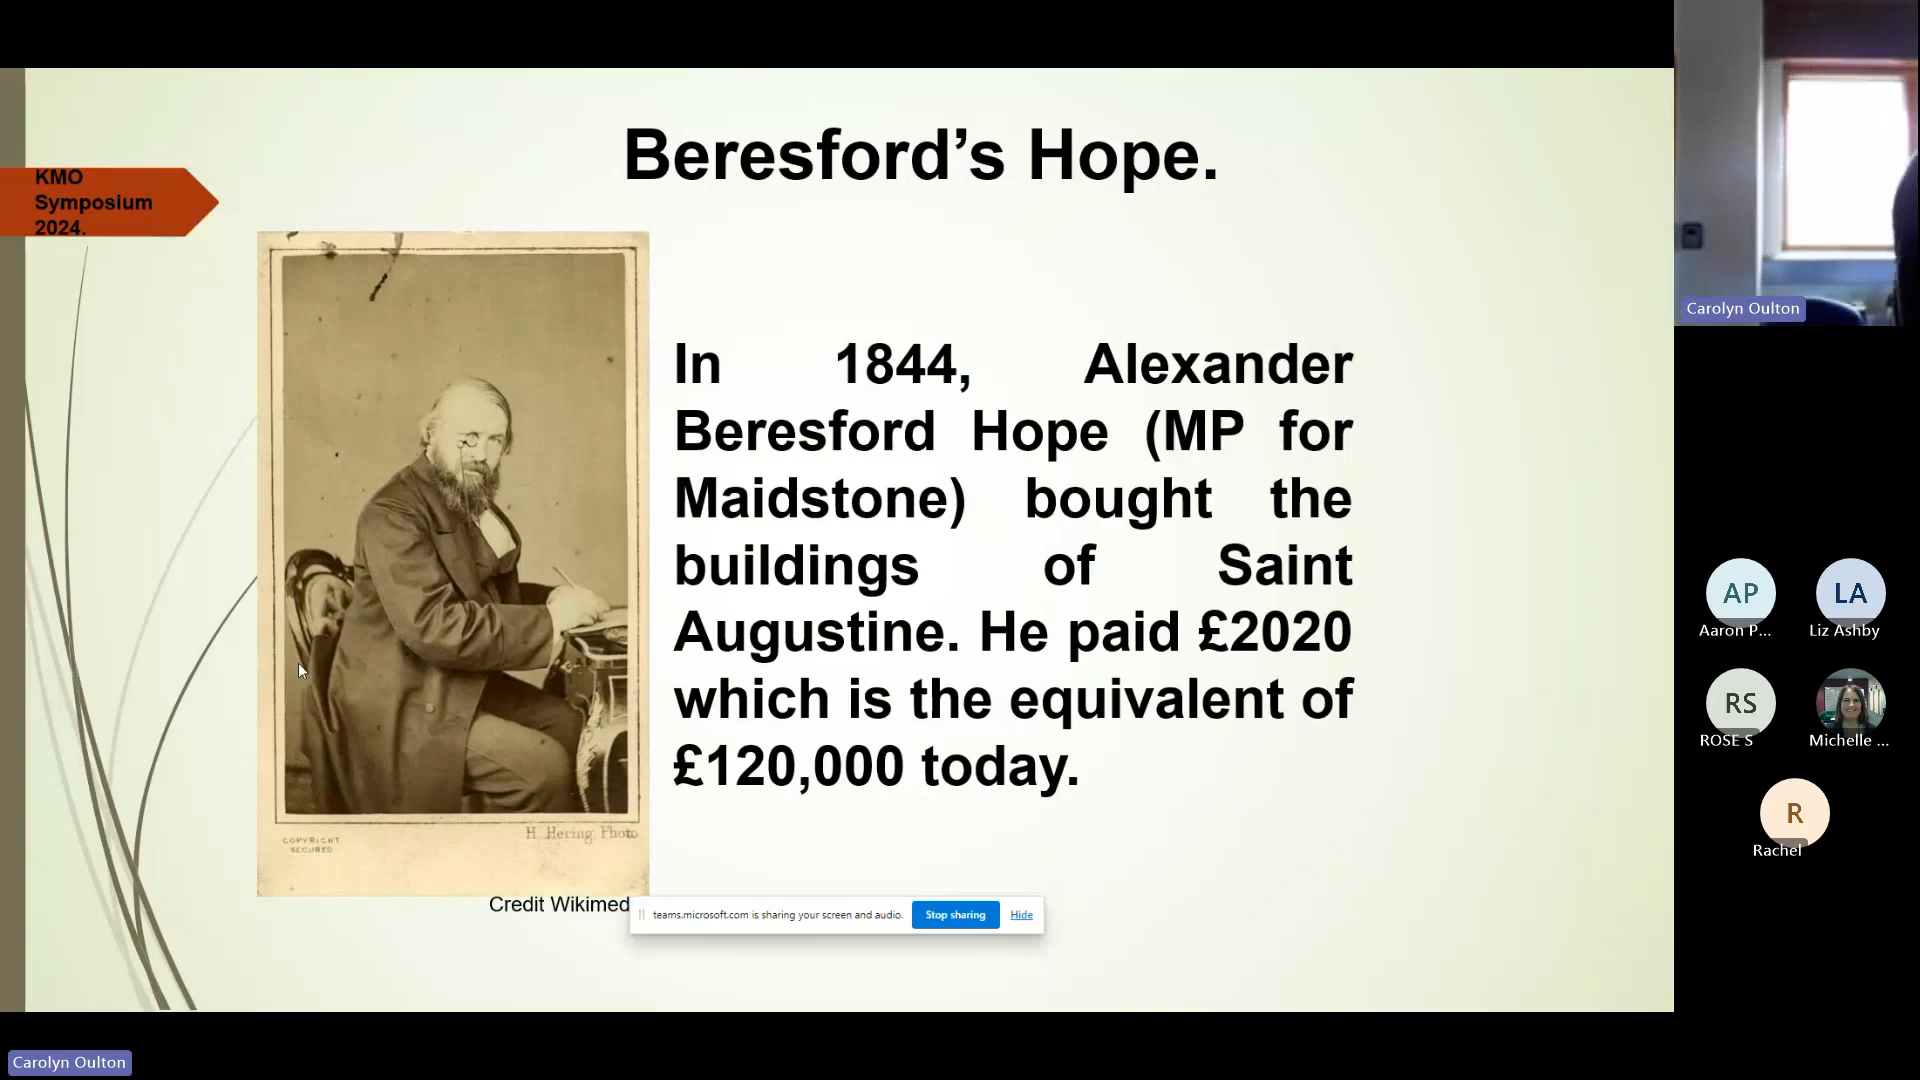 Beresford’s Hope.
KMO
Symposium
2024.
In 1844, Alexander
Beresford Hope (MP for
Maidstone) bought the
buildings of Saint
Augustine. He paid £2020
which is the equivalent of
£120,000 today.
COPYRIGHT
SECURED
H. Hering, Photo
Credit Wikimed
teams.microsoft.com is sharing your screen and audio.
Stop sharing
Hide
Carolyn Oulton
AP
Aaron P...
LA
Liz Ashby
RS
ROSE S
Michelle ...
R
Rachel
Carolyn Oulton